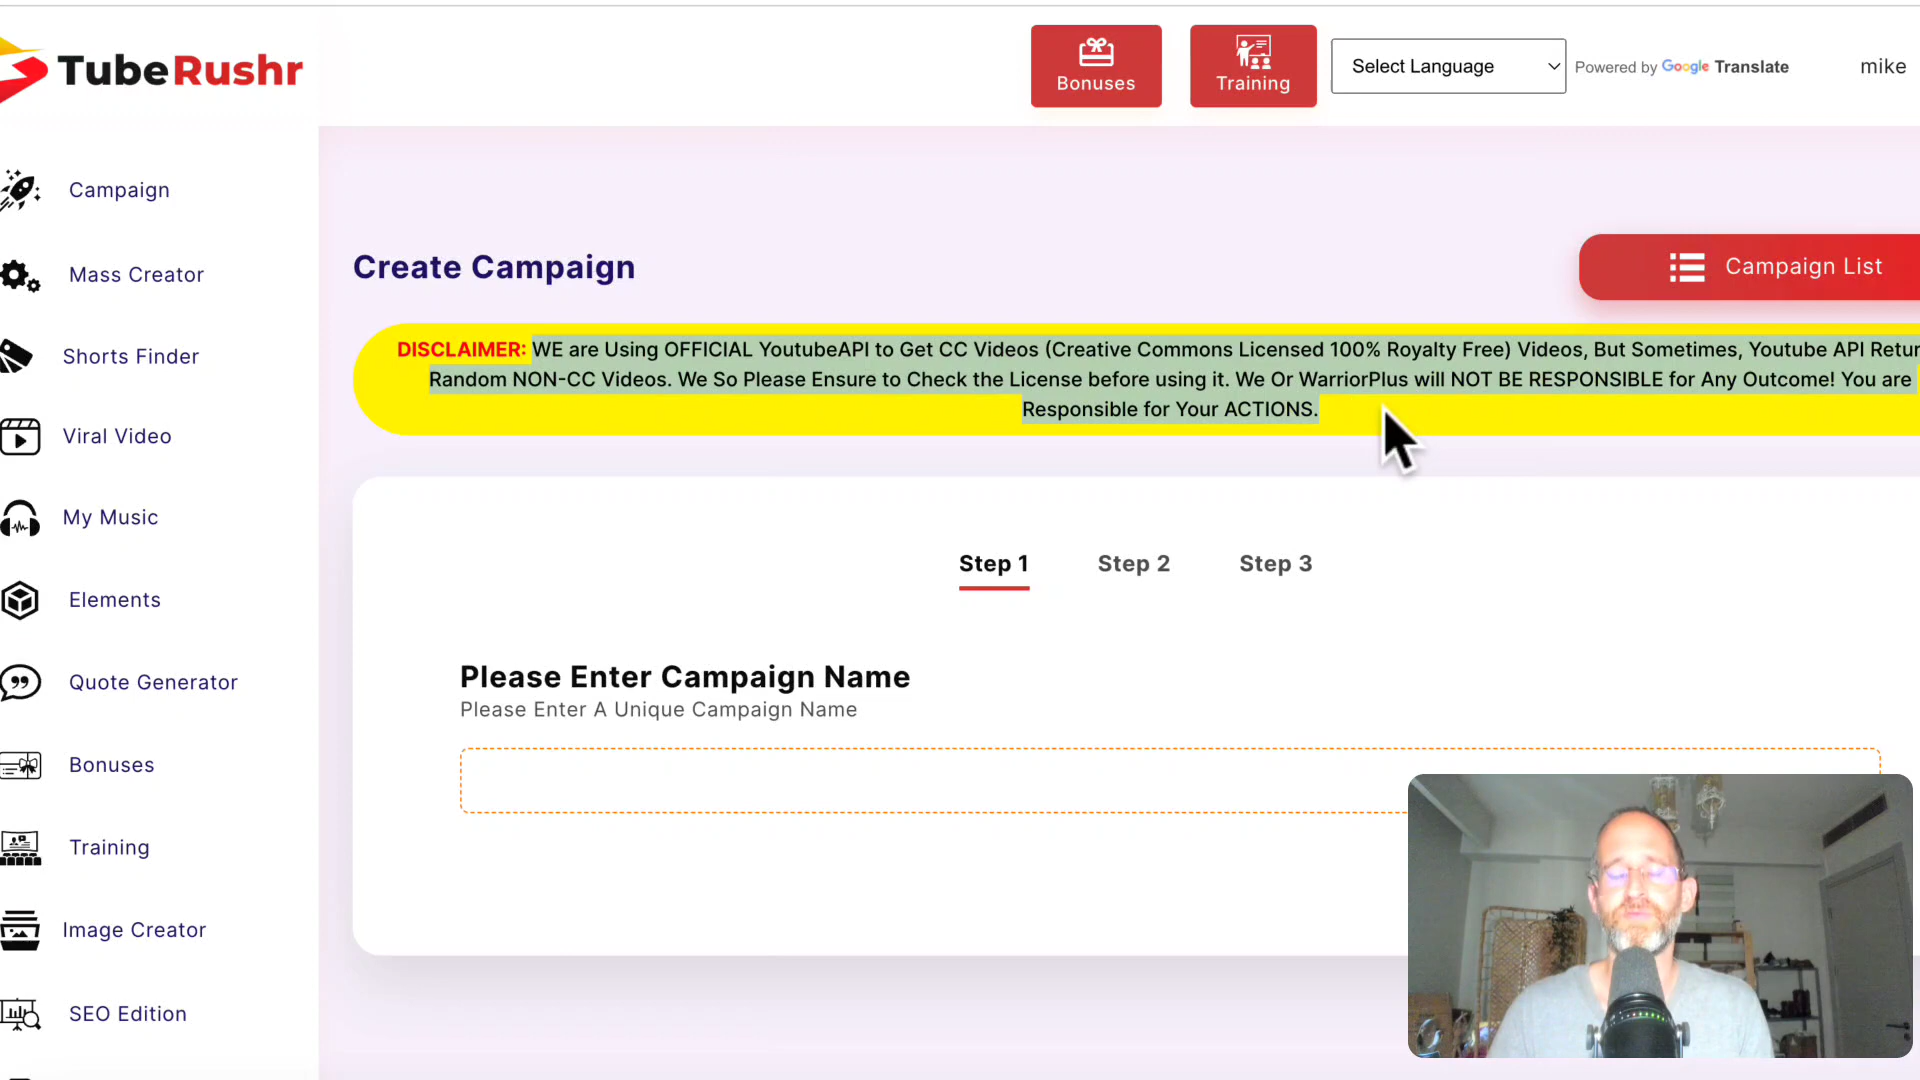 TubeRushr
Bonuses
Training
Select Language
Powered by Google Translate
mike
Campaign
Mass Creator
Shorts Finder
Viral Video
My Music
Elements
Quote Generator
Bonuses
Training
Image Creator
SEO Edition
Create Campaign
Campaign List
DISCLAIMER: WE are Using OFFICIAL YoutubeAPI to Get CC Videos (Creative Commons Licensed 100% Royalty Free) Videos, But Sometimes, Youtube API Retur
Random NON-CC Videos. We So Please Ensure to Check the License before using it. We Or WarriorPlus will NOT BE RESPONSIBLE for Any Outcome! You are
Responsible for Your ACTIONS.
Step 1
Step 2
Step 3
Please Enter Campaign Name
Please Enter A Unique Campaign Name